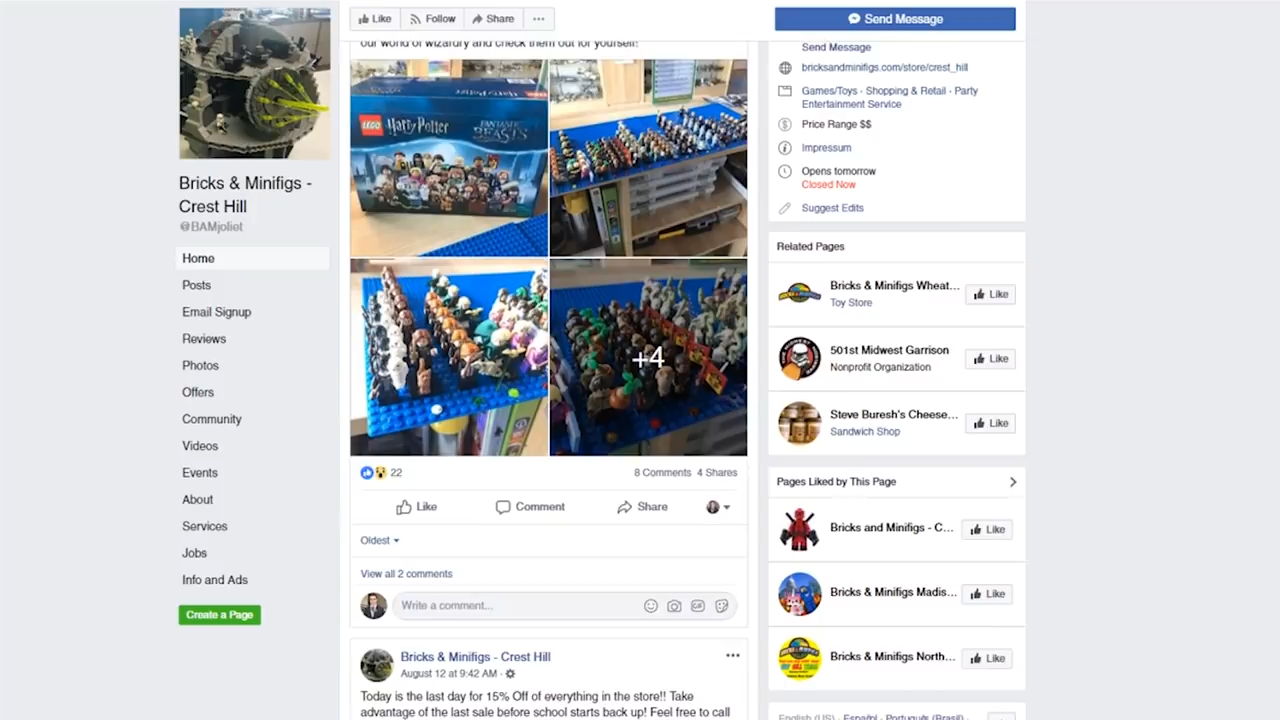 Like
Follow
Share
Send Message
Bricks & Minifigs -
Crest Hill
@BAMjoliet
Home
Posts
Email Signup
Reviews
Photos
Offers
Community
Videos
Events
About
Services
Jobs
Info and Ads
Create a Page
our world of wizardry and check them out for yourself!
LEGO Harry Potter
FANTASTIC BEASTS
+4
22
8 Comments 4 Shares
Like
Comment
Share
Oldest
View all 2 comments
Write a comment...
GIF
Bricks & Minifigs - Crest Hill
August 12 at 9:42 AM ·
Today is the last day for 15% Off of everything in the store!! Take
advantage of the last sale before school starts back up! Feel free to call
Send Message
bricksandminifigs.com/store/crest_hill
Games/Toys · Shopping & Retail · Party
Entertainment Service
Price Range $$
Impressum
Opens tomorrow
Closed Now
Suggest Edits
Related Pages
Bricks & Minifigs Wheat...
Toy Store
Like
501st Midwest Garrison
Nonprofit Organization
Like
Steve Buresh's Cheese...
Sandwich Shop
Like
Pages Liked by This Page
Bricks and Minifigs - C...
Like
Bricks & Minifigs Madis...
Like
Bricks & Minifigs North...
Like
English (US) · Español · Português (Brasil) ·